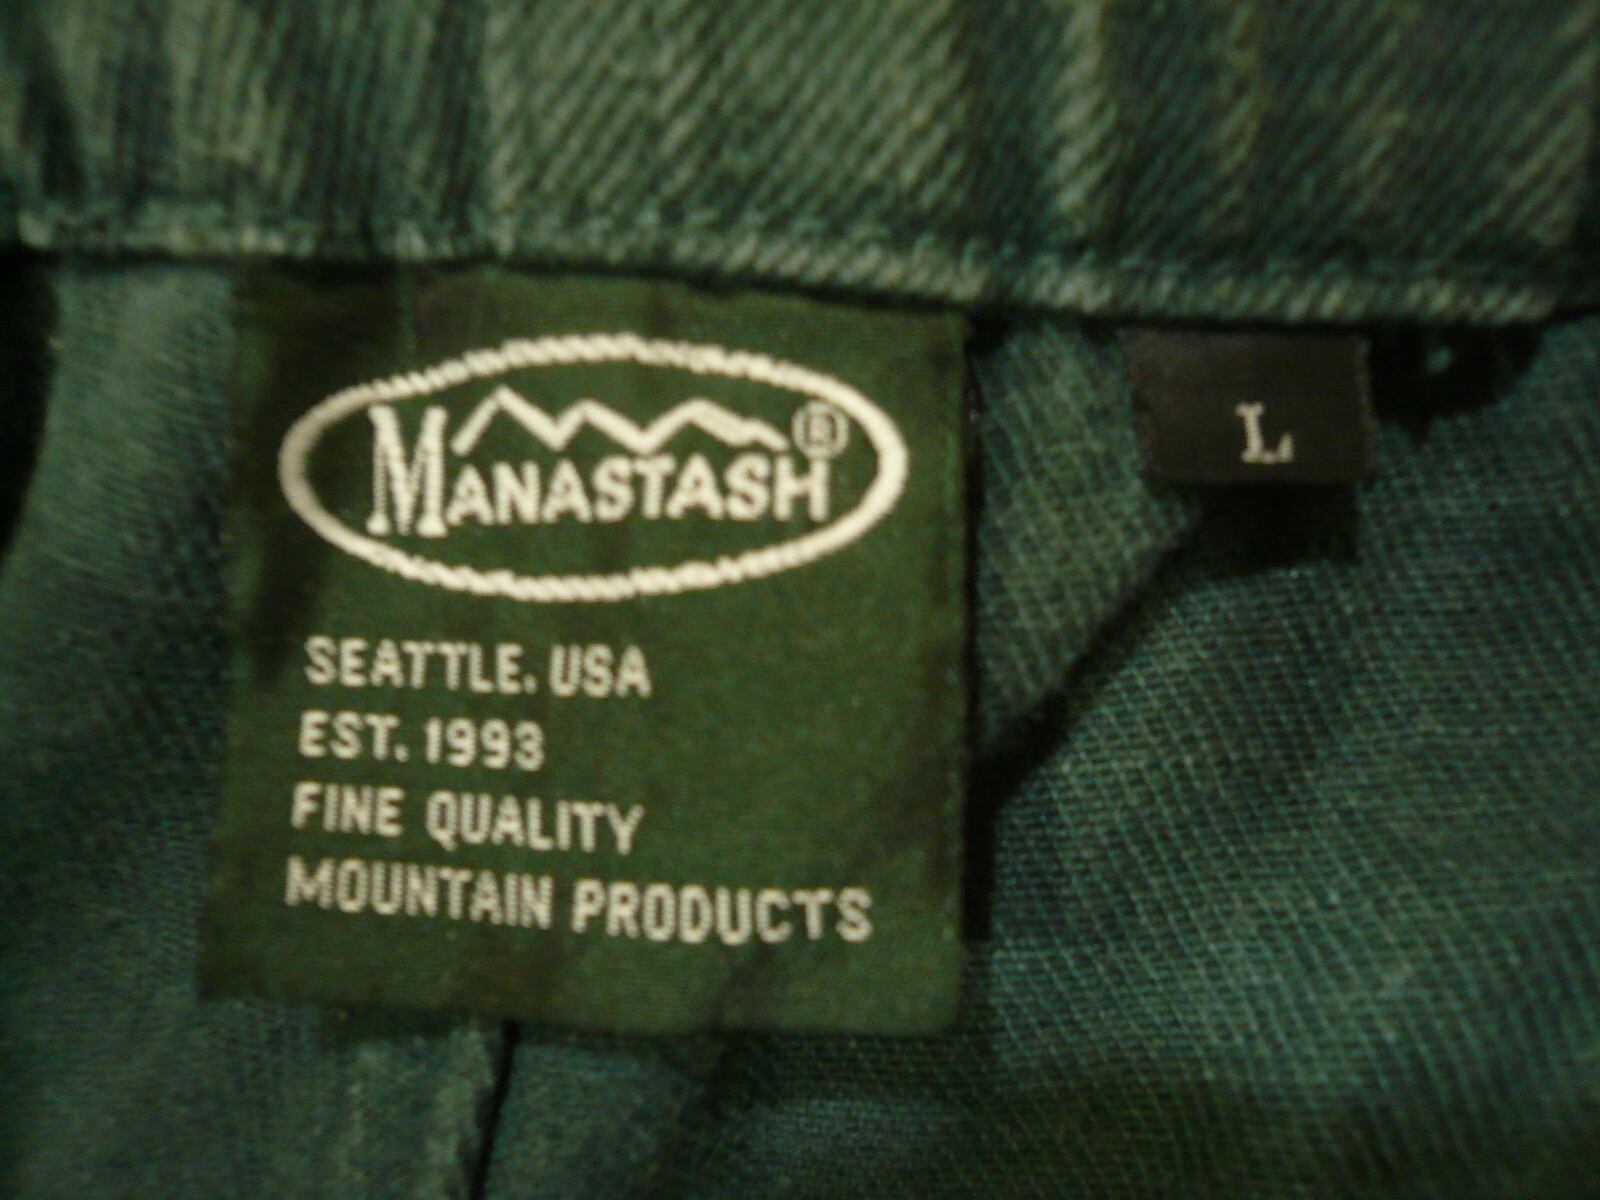 MANASTASH®
L
SEATTLE. USA
EST. 1993
FINE QUALITY
MOUNTAIN PRODUCTS